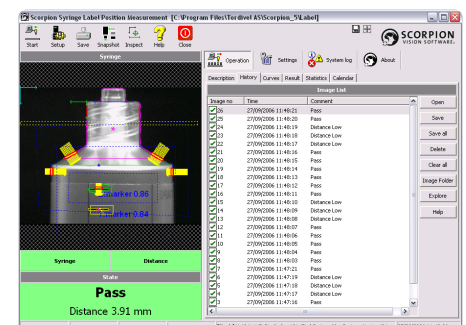 Scorpion Syringe Label Position Measurement [C:\Program Files\Tordivel AS\Scorpion_5\Label]
Start Setup Save Snapshot Inspect Help Close
SCORPION
VISION SOFTWARE
Syringe
marker 0.86
marker 0.84
Syringe Distance
State
Pass
Distance 3.91 mm
Operation Settings System log About
Description History Curves Result Statistics Calendar
Image List
Image no Time Comment
26 27/09/2006 11:48:21 Pass
25 27/09/2006 11:48:20 Pass
24 27/09/2006 11:48:19 Distance Low
23 27/09/2006 11:48:18 Distance Low
22 27/09/2006 11:48:17 Distance Low
21 27/09/2006 11:48:16 Pass
20 27/09/2006 11:48:15 Pass
19 27/09/2006 11:48:14 Pass
18 27/09/2006 11:48:13 Pass
17 27/09/2006 11:48:12 Pass
16 27/09/2006 11:48:11 Pass
15 27/09/2006 11:48:10 Distance Low
14 27/09/2006 11:48:09 Distance Low
13 27/09/2006 11:48:08 Distance Low
12 27/09/2006 11:48:07 Pass
11 27/09/2006 11:48:06 Pass
10 27/09/2006 11:48:05 Pass
9 27/09/2006 11:48:04 Pass
8 27/09/2006 11:48:03 Pass
7 27/09/2006 11:47:21 Pass
6 27/09/2006 11:47:19 Distance Low
5 27/09/2006 11:47:18 Distance Low
4 27/09/2006 11:47:17 Distance Low
3 27/09/2006 11:47:16 Pass
Open
Save
Save all
Delete
Clear all
Image Folder
Explore
Help